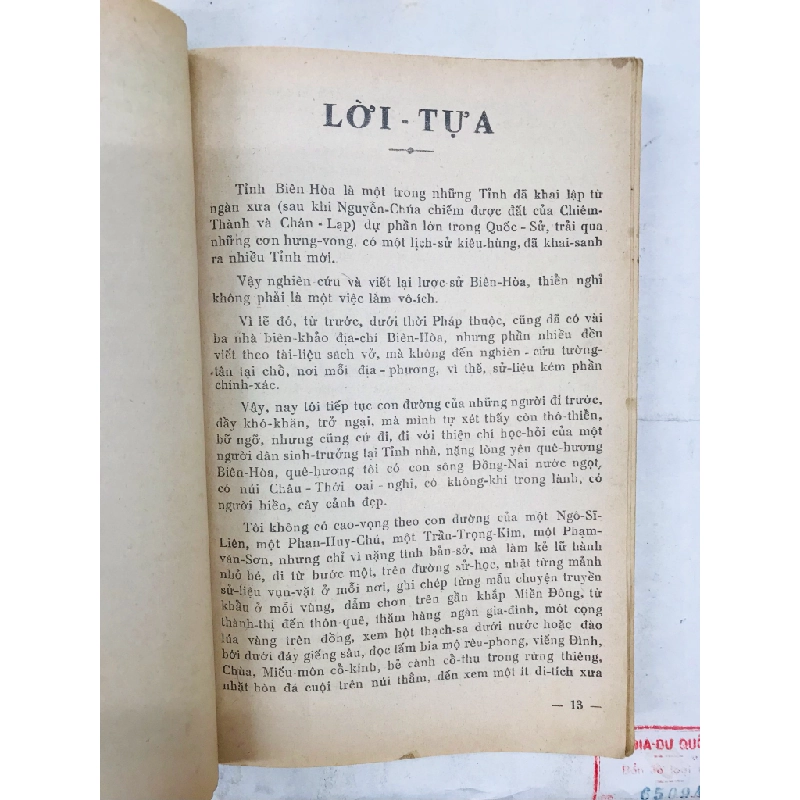 LỜI - TỰA
Tỉnh Biên Hòa là một trong những Tỉnh đã khai lập từ
ngàn xưa (sau khi Nguyễn-Chúa chiếm được đất của Chiêm-
Thành và Chân - Lạp) dự phần lớn trong Quốc - Sử, trải qua
những cơn hưng-vong, có một lịch-sử kiêu-hùng, đã khai-sanh
ra nhiều Tỉnh mới.
Vậy nghiên-cứu và viết lại lược-sử Biên-Hòa, thiển nghĩ
không phải là một việc làm vô-ích.
Vì lẽ đó, từ trước, dưới thời Pháp thuộc, cũng đã có vài
ba nhà biên-khảo địa-chí Biên-Hòa, nhưng phần nhiều đều
viết theo tài-liệu sách vở, mà không đến nghiên - cứu tường-
tận tại chỗ, nơi mỗi địa - phương, vì thế, sử-liệu kém phần
chính-xác.
Vậy, nay tôi tiếp tục con đường của những người đi trước,
đầy khó-khăn, trở ngại, mà mình tự xét thấy còn thô-thiển,
bỡ ngỡ, nhưng cũng cứ đi, đi với thiện chí học-hỏi của một
người dân sinh-trưởng tại Tỉnh nhà, nặng lòng yêu quê-hương
Biên-Hòa, quê-hương tôi có con sông Đồng-Nai nước ngọt,
có núi Châu - Thới oai - nghi, có không-khí trong lành, có
người hiền, cây cảnh đẹp.
Tôi không có cao-vọng theo con đường của một Ngô-Sĩ-
Liên, một Phan-Huy-Chú, một Trần-Trọng-Kim, một Phạm-
văn-Sơn, nhưng chỉ vì nặng tình bản-sở, mà làm kẻ lữ hành
nhỏ bé, đi từ bước một, trên đường sử-học, nhặt từng mảnh
sử-liệu vụn-vặt ở mỗi nơi, ghi chép từng mẩu chuyện truyền
khẩu ở mỗi vùng, dẫm chơn trên gần khắp Miền Đông, từ
thành-thị đến thôn-quê, thăm hàng ngàn gia-đình, mót cọng
lúa vàng trên đồng, xem hột thạch-sa dưới nước hoặc đào
bới dưới đáy giếng sâu, đọc tấm bia mộ rêu-phong, viếng Đình,
Chùa, Miếu-môn cổ-kính, bẻ cành cổ-thụ trong rừng thiêng,
nhặt hòn đá cuội trên núi thẳm, đến xem một ít di-tích xưa
— 13 —
ĐỊA-DƯ QUỐ